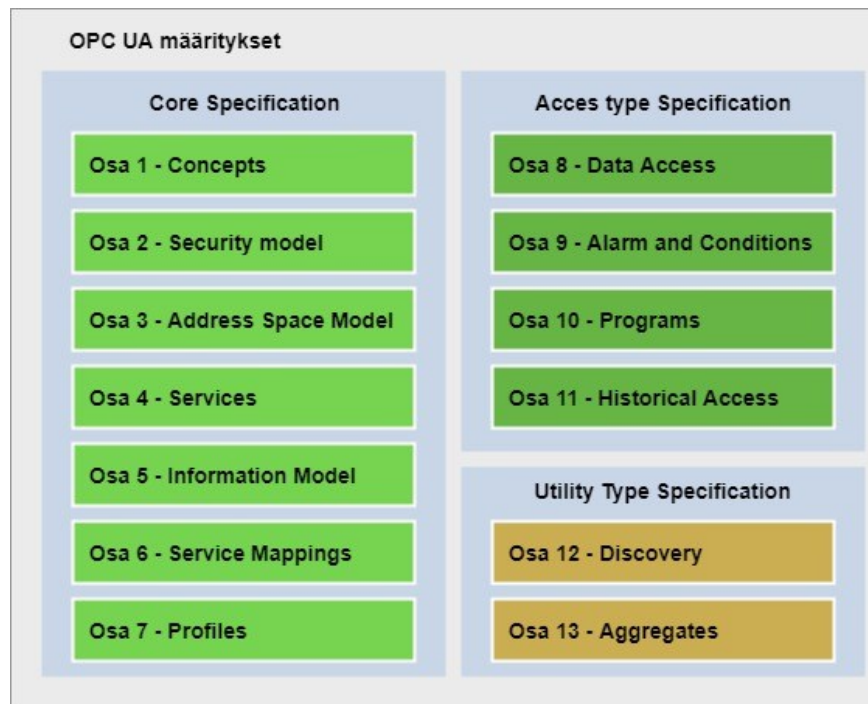 OPC UA määritykset
Core Specification
Osa 1 - Concepts
Osa 2 - Security model
Osa 3 - Address Space Model
Osa 4 - Services
Osa 5 - Information Model
Osa 6 - Service Mappings
Osa 7 - Profiles
Acces type Specification
Osa 8 - Data Access
Osa 9 - Alarm and Conditions
Osa 10 - Programs
Osa 11 - Historical Access
Utility Type Specification
Osa 12 - Discovery
Osa 13 - Aggregates